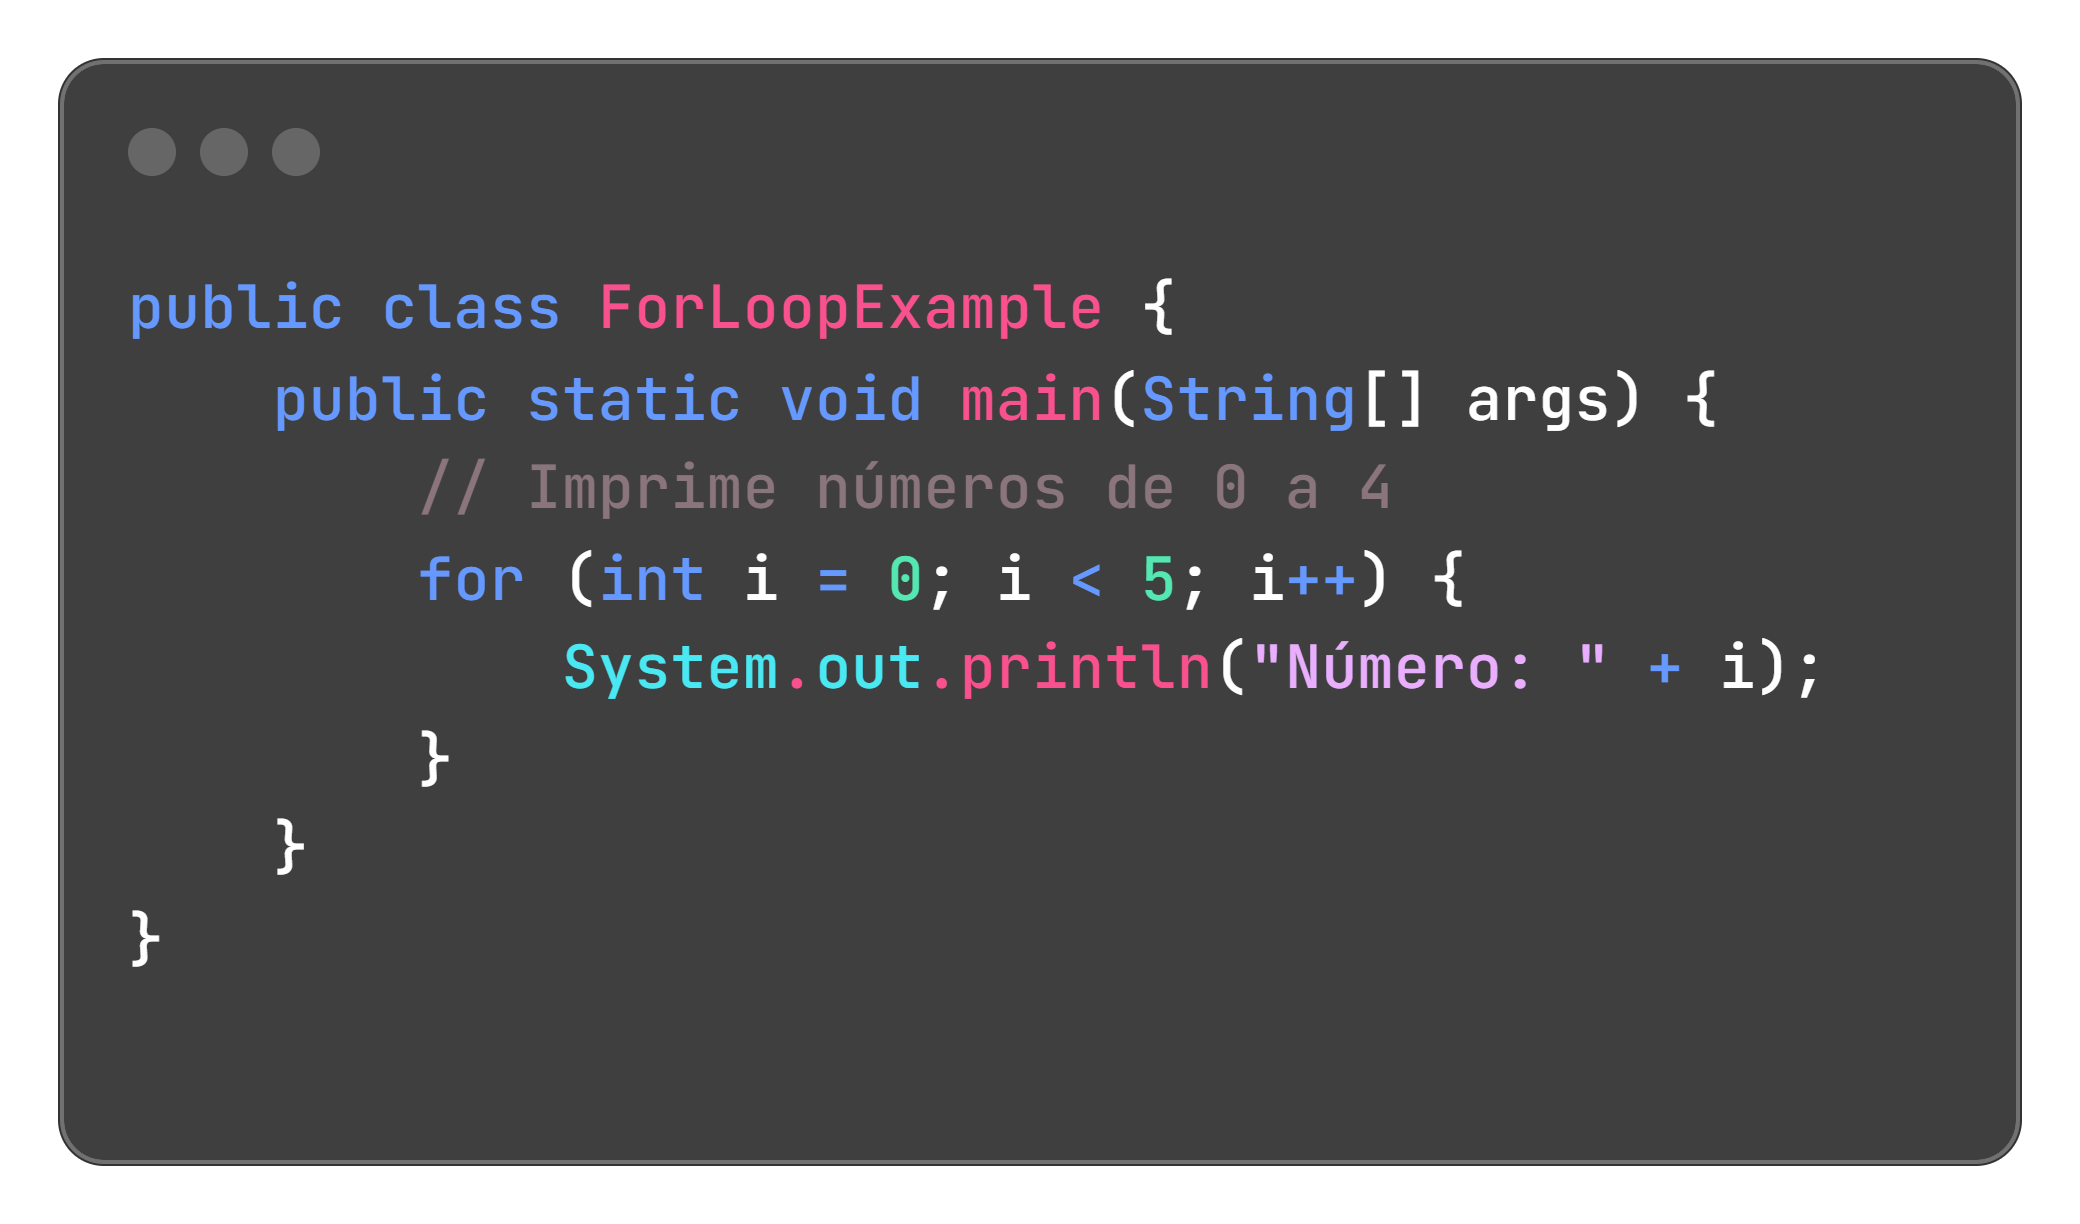 public class ForLoopExample {
    public static void main(String[] args) {
        // Imprime números de 0 a 4
        for (int i = 0; i < 5; i++) {
            System.out.println("Número: " + i);
        }
    }
}